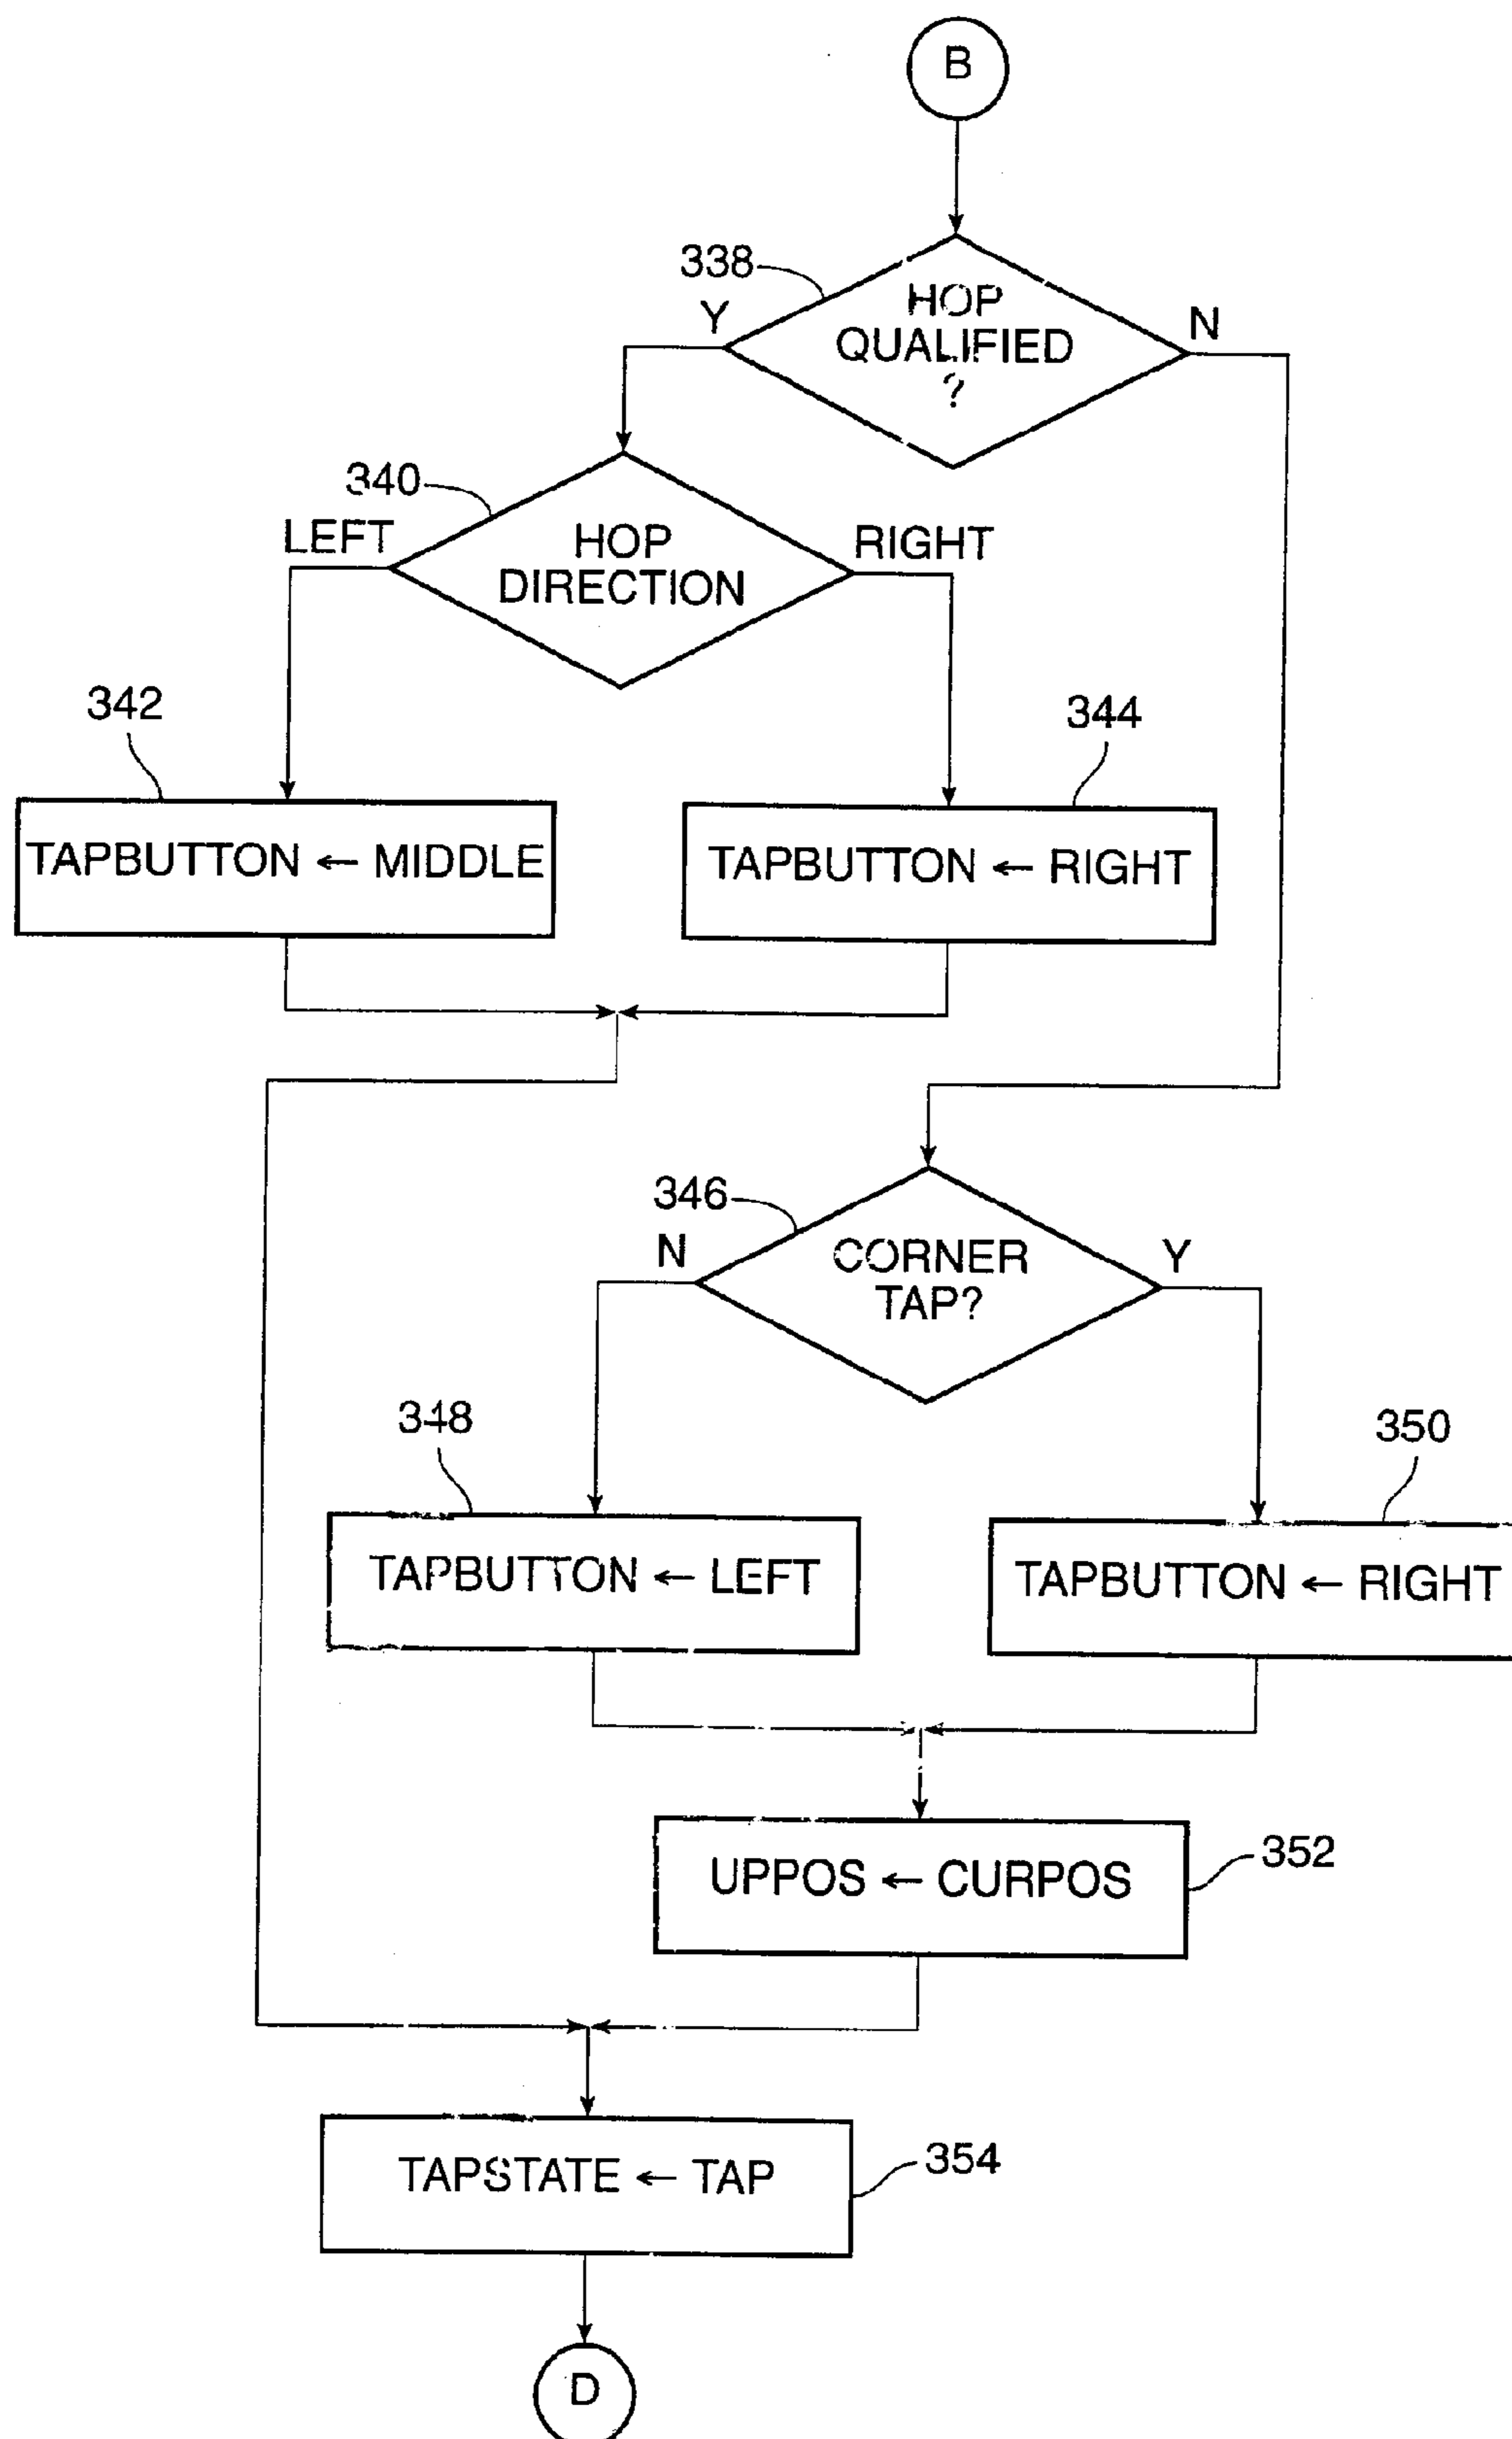 B
338
Y
N
HOP
QUALIFIED
?
340
LEFT
RIGHT
HOP
DIRECTION
342
344
TAPBUTTON ← MIDDLE
TAPBUTTON ← RIGHT
346
N
Y
CORNER
TAP?
348
350
TAPBUTTON ← LEFT
TAPBUTTON ← RIGHT
UPPOS ← CURPOS
352
TAPSTATE ← TAP
354
D